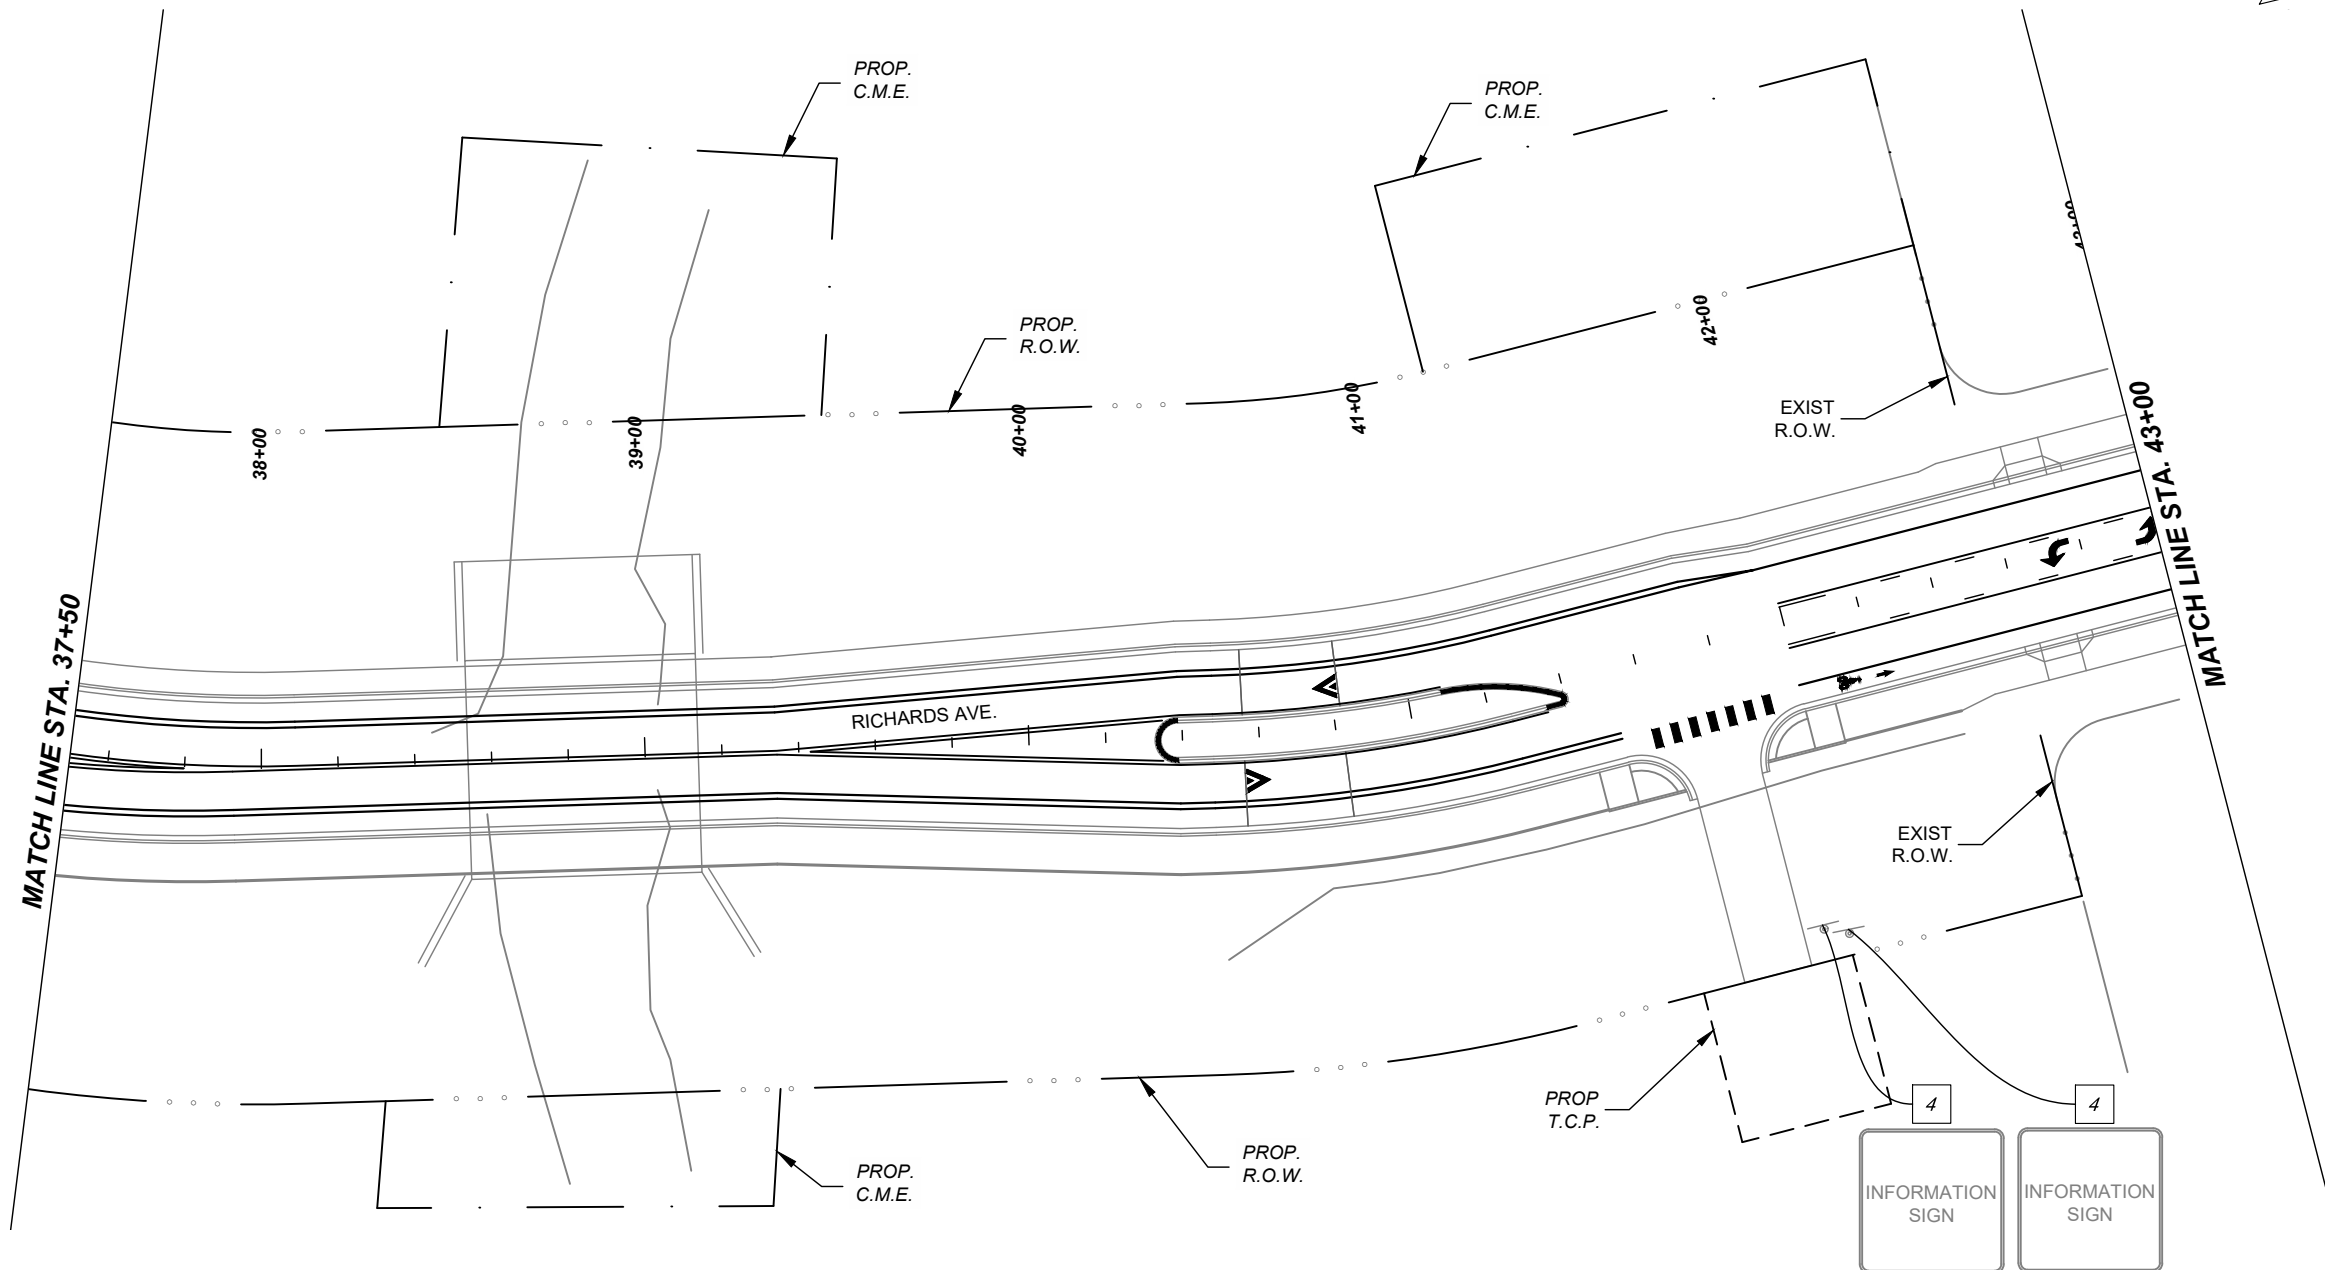 PROP.
C.M.E.
PROP.
C.M.E.
PROP.
R.O.W.
42+00
41+00
40+00
39+00
38+00
EXIST
R.O.W.
MATCH LINE STA. 43+00
MATCH LINE STA. 37+50
RICHARDS AVE.
EXIST
R.O.W.
PROP
T.C.P.
4
4
PROP.
R.O.W.
PROP.
C.M.E.
INFORMATION
SIGN
INFORMATION
SIGN